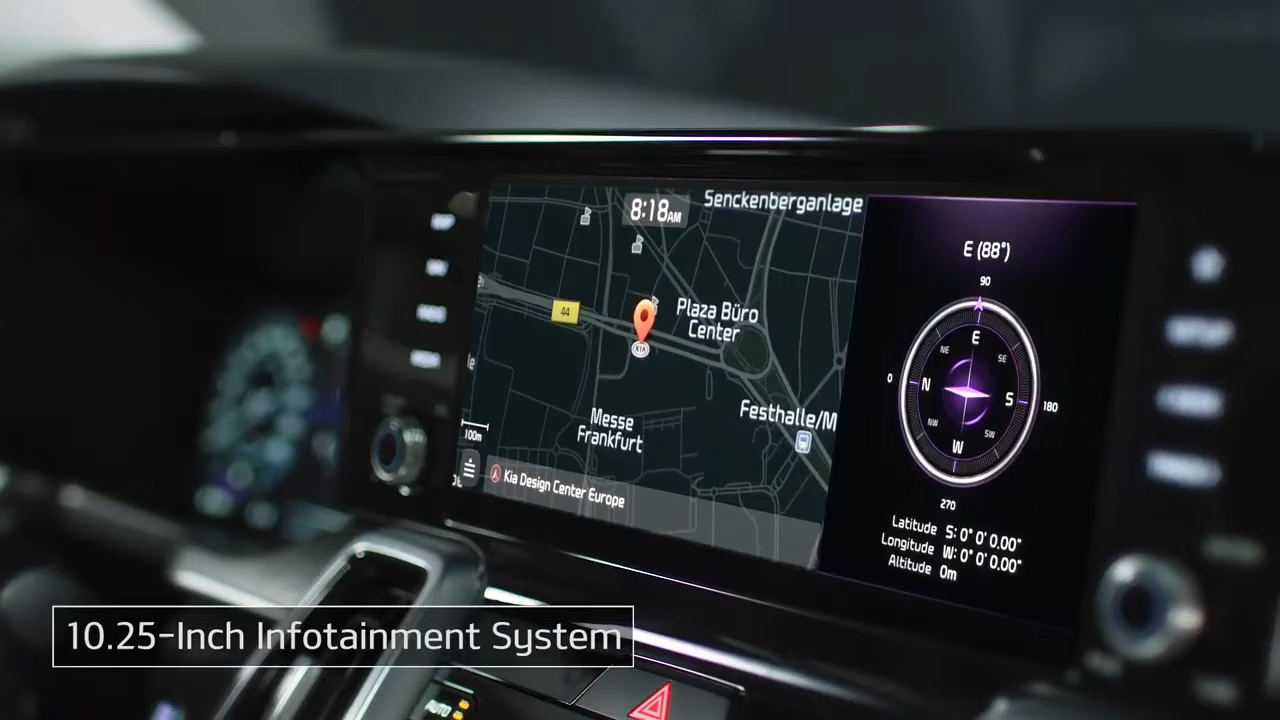 8:18AM
Senckenberganlage
44
KIA
Plaza Büro
Center
Messe
Frankfurt
Festhalle/M
100m
Kia Design Center Europe
E (88°)
90
E
NE
SE
0
N
S
180
NW
SW
W
270
Latitude S: 0° 0' 0.00"
Longitude W: 0° 0' 0.00"
Altitude 0m
10.25-Inch Infotainment System
AUTO